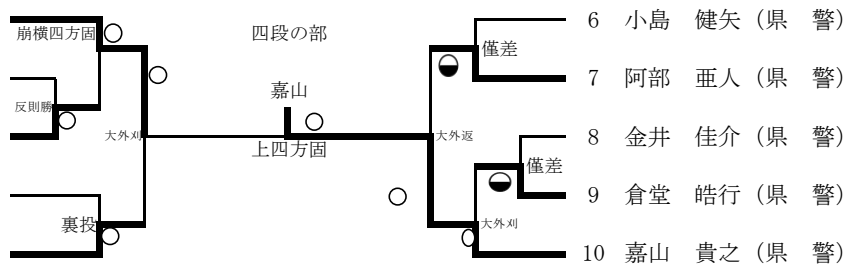 6 小島 健矢（県 警）
崩横四方固 四段の部 僅差
7 阿部 亜人（県 警）
嘉山
反則勝
大外刈 大外返 8 金井 佳介（県 警）
上四方固
僅差
9 倉堂 皓行（県 警）
裏投 大外刈
10 嘉山 貴之（県 警）